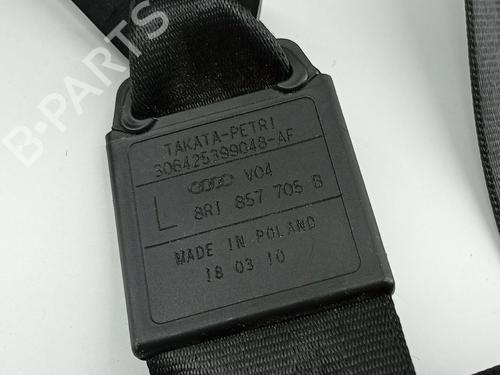 TAKATA-PETRI
306425399048-AF
V04
L 8R1 857 705 B
MADE IN POLAND
18 03 10
B-PARTS